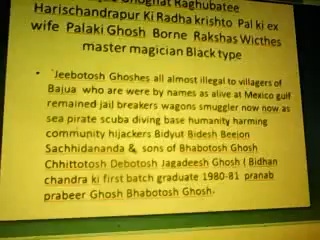 Ghoghat Raghubatee
Harischandrapur Ki Radha krishto Pal ki ex
wife Palaki Ghosh Borne Rakshas Wicthes
master magician Black type
• `Jeebotosh Ghoshes all almost illegal to villagers of
Bajua who are were by names as alive at Mexico gulf
remained jail breakers wagons smuggler now now as
sea pirate scuba diving base humanity harming
community hijackers Bidyut Bidesh Beejon
Sachhidananda & sons of Bhabotosh Ghosh
Chhittotosh Debotosh Jagadeesh Ghosh ( Bidhan
chandra ki first batch graduate 1980-81 pranab
prabeer Ghosh Bhabotosh Ghosh.